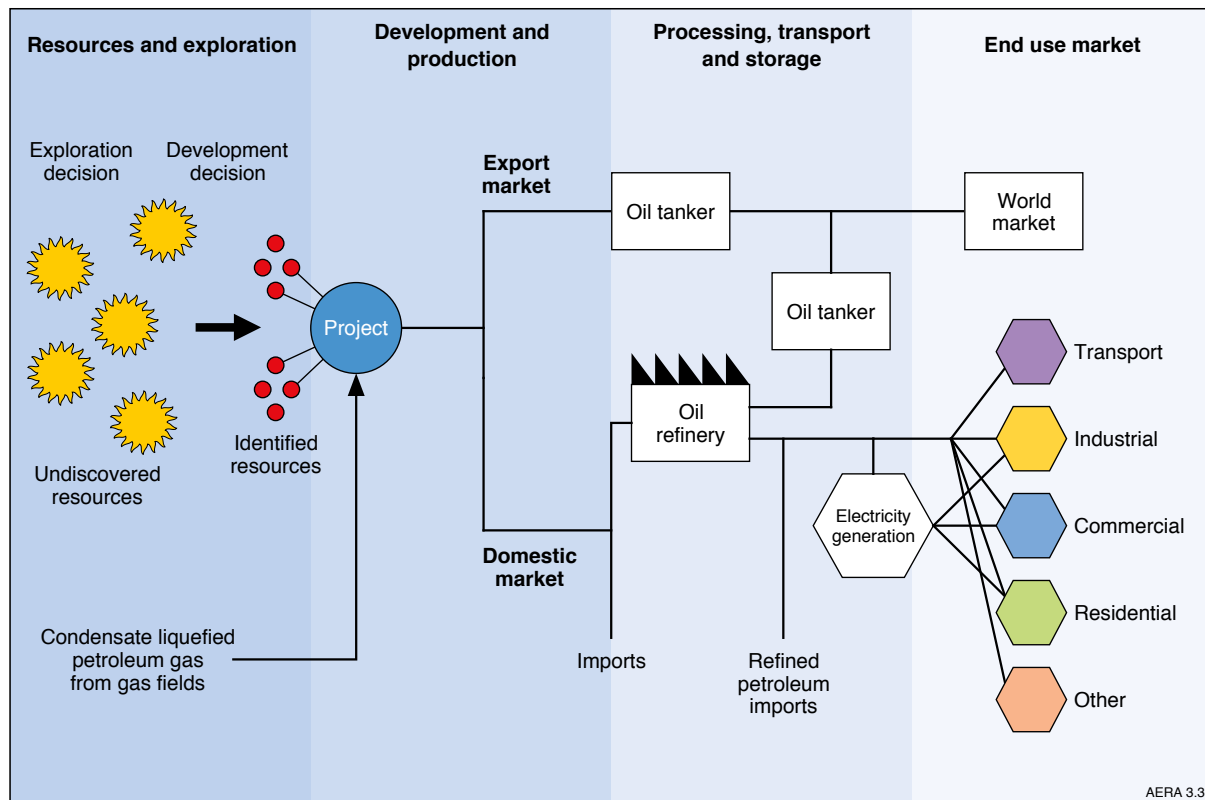 Resources and exploration
Development and
production
Processing, transport
and storage
End use market
Exploration
decision
Development
decision
Undiscovered
resources
Identified
resources
Project
Condensate liquefied
petroleum gas
from gas fields
Export
market
Domestic
market
Imports
Oil tanker
Oil tanker
Oil
refinery
Electricity
generation
Refined
petroleum
imports
World
market
Transport
Industrial
Commercial
Residential
Other
AERA 3.3